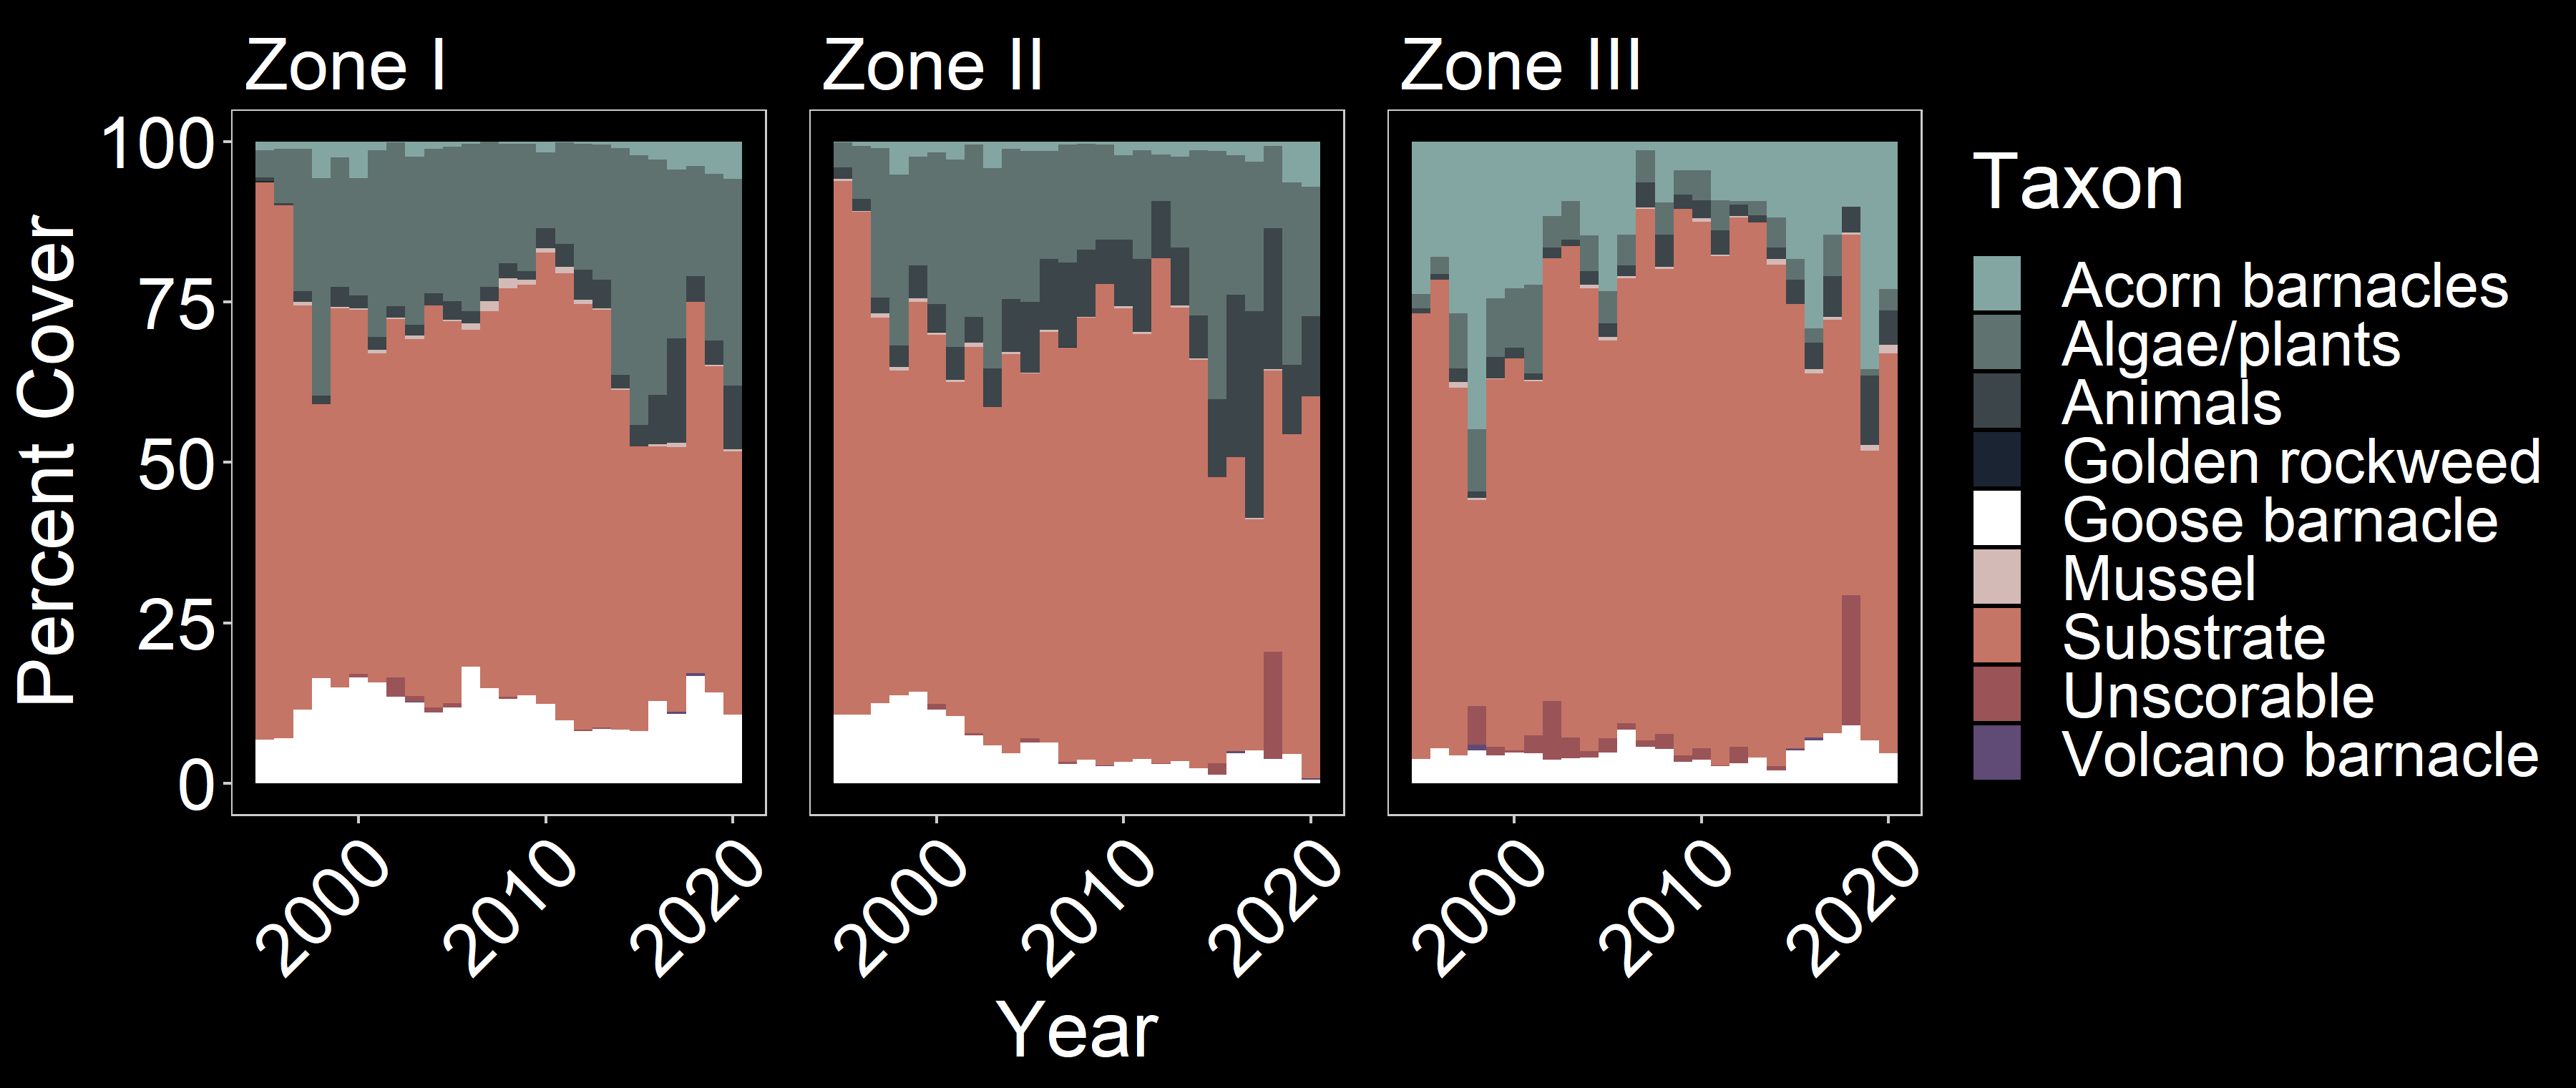 Zone I
Zone II
Zone III
Percent Cover
100
75
50
25
0
2000
2010
2020
2000
2010
2020
2000
2010
2020
Year
Taxon
Acorn barnacles
Algae/plants
Animals
Golden rockweed
Goose barnacle
Mussel
Substrate
Unscorable
Volcano barnacle